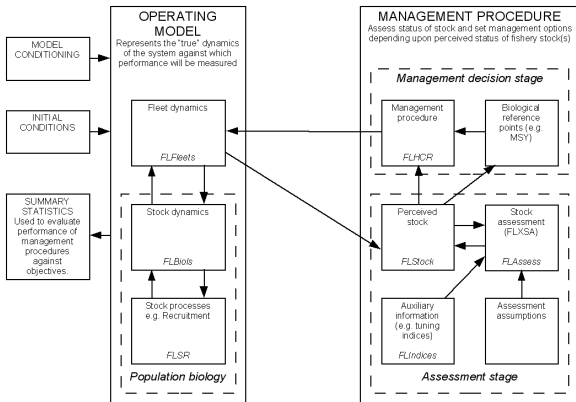 OPERATING
MODEL
Represents the "true" dynamics
of the system against which
performance will be measured
MANAGEMENT PROCEDURE
Assess status of stock and set management options
depending upon perceived status of fishery stock(s)
MODEL
CONDITIONING
INITIAL
CONDITIONS
SUMMARY
STATISTICS
Used to evaluate
performance of
management
procedures
against
objectives.
Fleet dynamics
FLFleets
Stock dynamics
FLBiols
Stock processes
e.g. Recruitment
FLSR
Population biology
Management decision stage
Management
procedure
FLHCR
Biological
reference
points (e.g.
MSY)
Perceived
stock
FLStock
Stock
assessment
(FLXSA)
FLAssess
Auxiliary
information
(e.g. tuning
indices)
FLIndices
Assessment
assumptions
Assessment stage